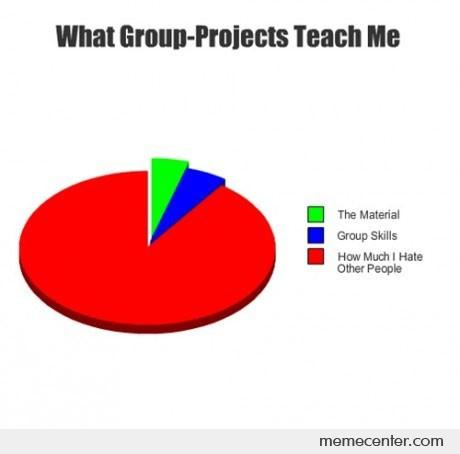 What Group-Projects Teach Me
The Material
Group Skills
How Much I Hate
Other People
memecenter.com